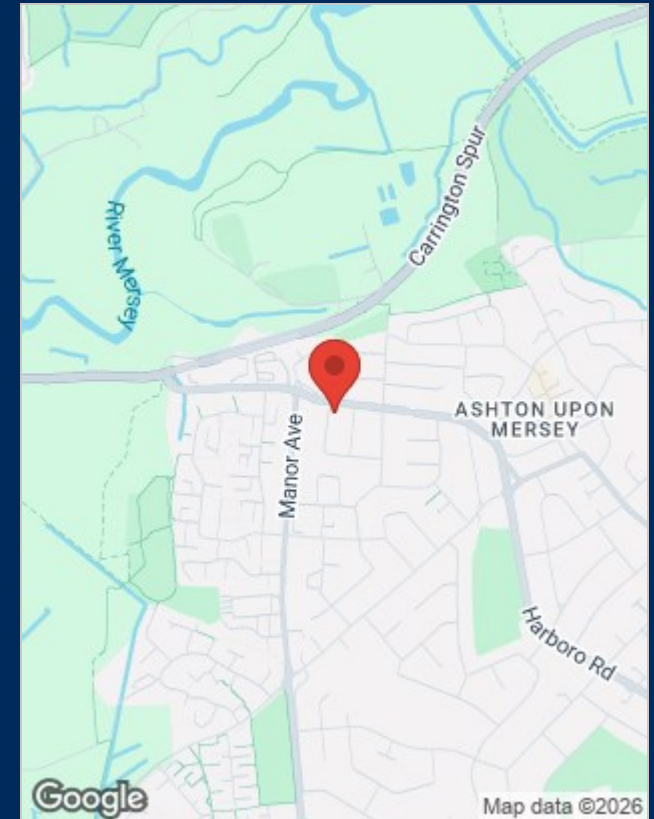 River Mersey
Carrington Spur
ASHTON UPON
MERSEY
Manor Ave
Harboro Rd
Google
Map data ©2026